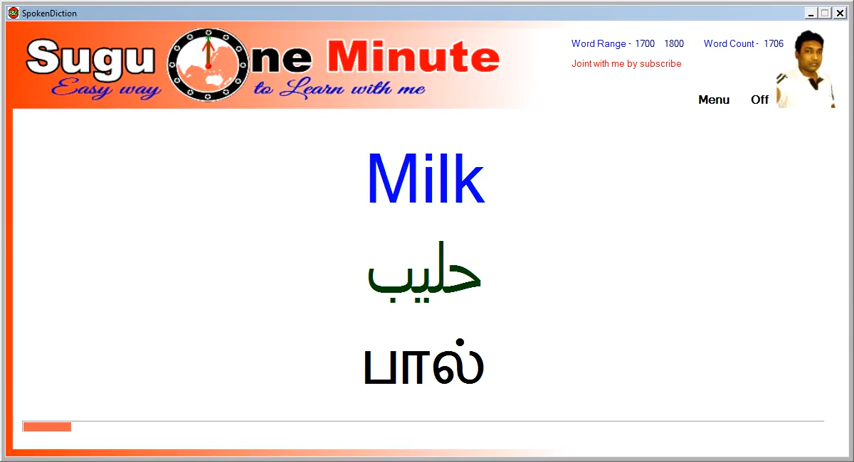 SpokenDiction
Sugu One Minute
Easy way to Learn with me
Word Range - 1700 1800 Word Count - 1706
Joint with me by subscribe
Menu Off
Milk
حليب
பால்